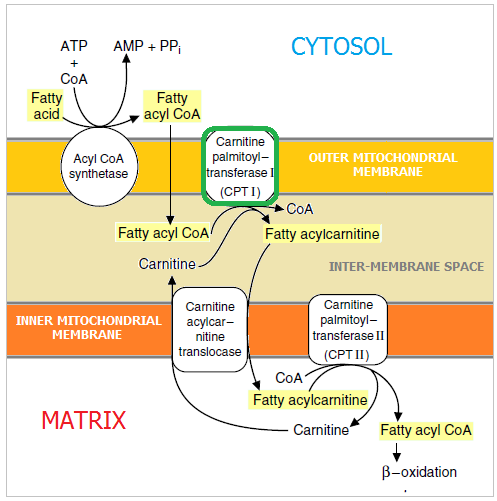 CYTOSOL
ATP
+
CoA
AMP + PPi
Fatty
acid
Fatty
acyl CoA
Acyl CoA
synthetase
Carnitine
palmitoyl–
transferase I
(CPT I)
OUTER MITOCHONDRIAL
MEMBRANE
Fatty acyl CoA
CoA
Fatty acylcarnitine
Carnitine
INTER-MEMBRANE SPACE
INNER MITOCHONDRIAL
MEMBRANE
Carnitine
acylcar–
nitine
translocase
Carnitine
palmitoyl–
transferase II
(CPT II)
MATRIX
CoA
Fatty acylcarnitine
Carnitine
Fatty acyl CoA
β–oxidation